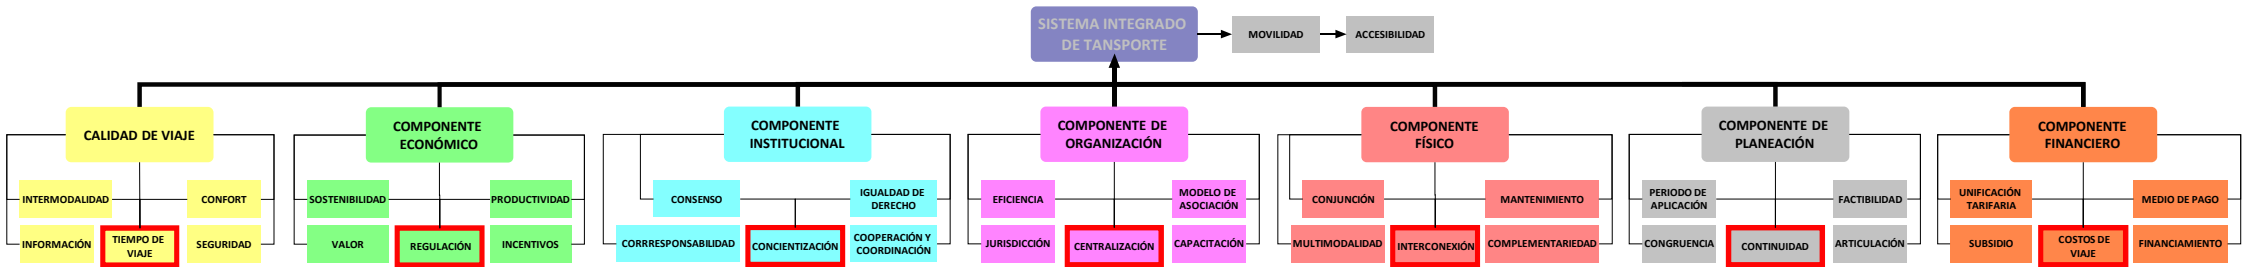 SISTEMA INTEGRADO
DE TANSPORTE
MOVILIDAD
ACCESIBILIDAD
CALIDAD DE VIAJE
INTERMODALIDAD
CONFORT
INFORMACIÓN
TIEMPO DE
VIAJE
SEGURIDAD
COMPONENTE
ECONÓMICO
SOSTENIBILIDAD
PRODUCTIVIDAD
VALOR
REGULACIÓN
INCENTIVOS
COMPONENTE
INSTITUCIONAL
CONSENSO
IGUALDAD DE
DERECHO
CORRRESPONSABILIDAD
CONCIENTIZACIÓN
COOPERACIÓN Y
COORDINACIÓN
COMPONENTE DE
ORGANIZACIÓN
EFICIENCIA
MODELO DE
ASOCIACIÓN
JURISDICCIÓN
CENTRALIZACIÓN
CAPACITACIÓN
COMPONENTE
FÍSICO
CONJUNCIÓN
MANTENIMIENTO
MULTIMODALIDAD
INTERCONEXIÓN
COMPLEMENTARIEDAD
COMPONENTE DE
PLANEACIÓN
PERIODO DE
APLICACIÓN
FACTIBILIDAD
CONGRUENCIA
CONTINUIDAD
ARTICULACIÓN
COMPONENTE
FINANCIERO
UNIFICACIÓN
TARIFARIA
MEDIO DE PAGO
SUBSIDIO
COSTOS DE
VIAJE
FINANCIAMIENTO